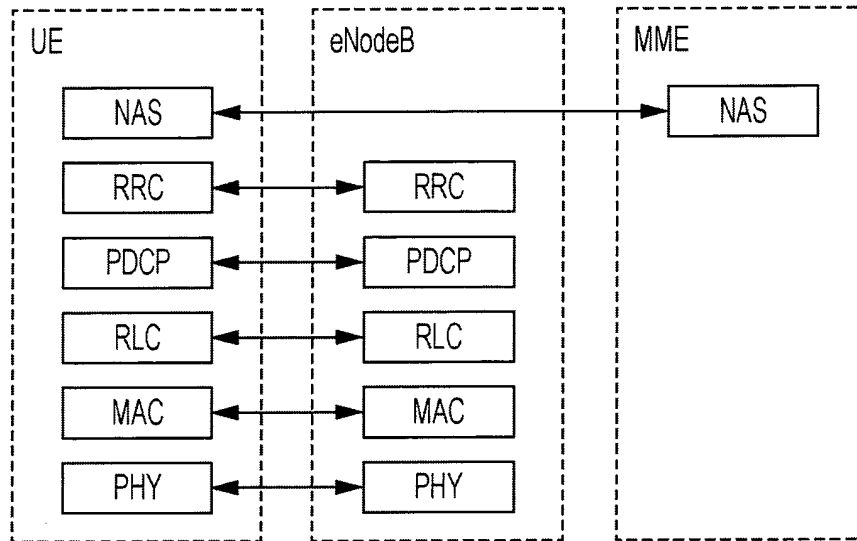 UE
eNodeB
MME
NAS
NAS
RRC
RRC
PDCP
PDCP
RLC
RLC
MAC
MAC
PHY
PHY